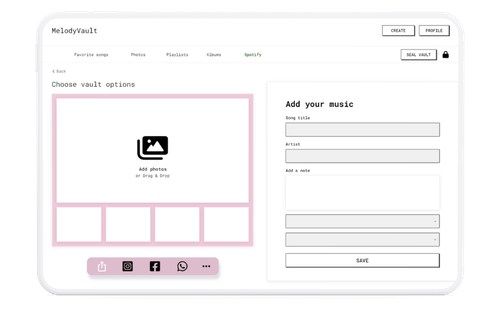 MelodyVault
CREATE
PROFILE
Favorite songs
Photos
Playlists
Albums
Spotify
SEAL VAULT
Back
Choose vault options
Add photos
or Drag & Drop
Add your music
Song title
Artist
Add a note
SAVE